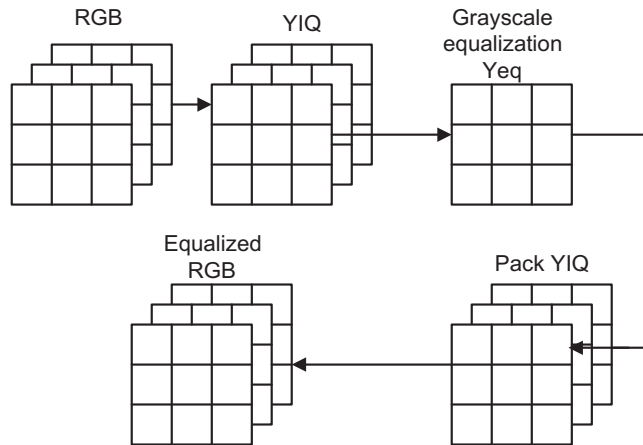 RGB
YIQ
Grayscale
equalization
Yeq
Equalized
RGB
Pack YIQ